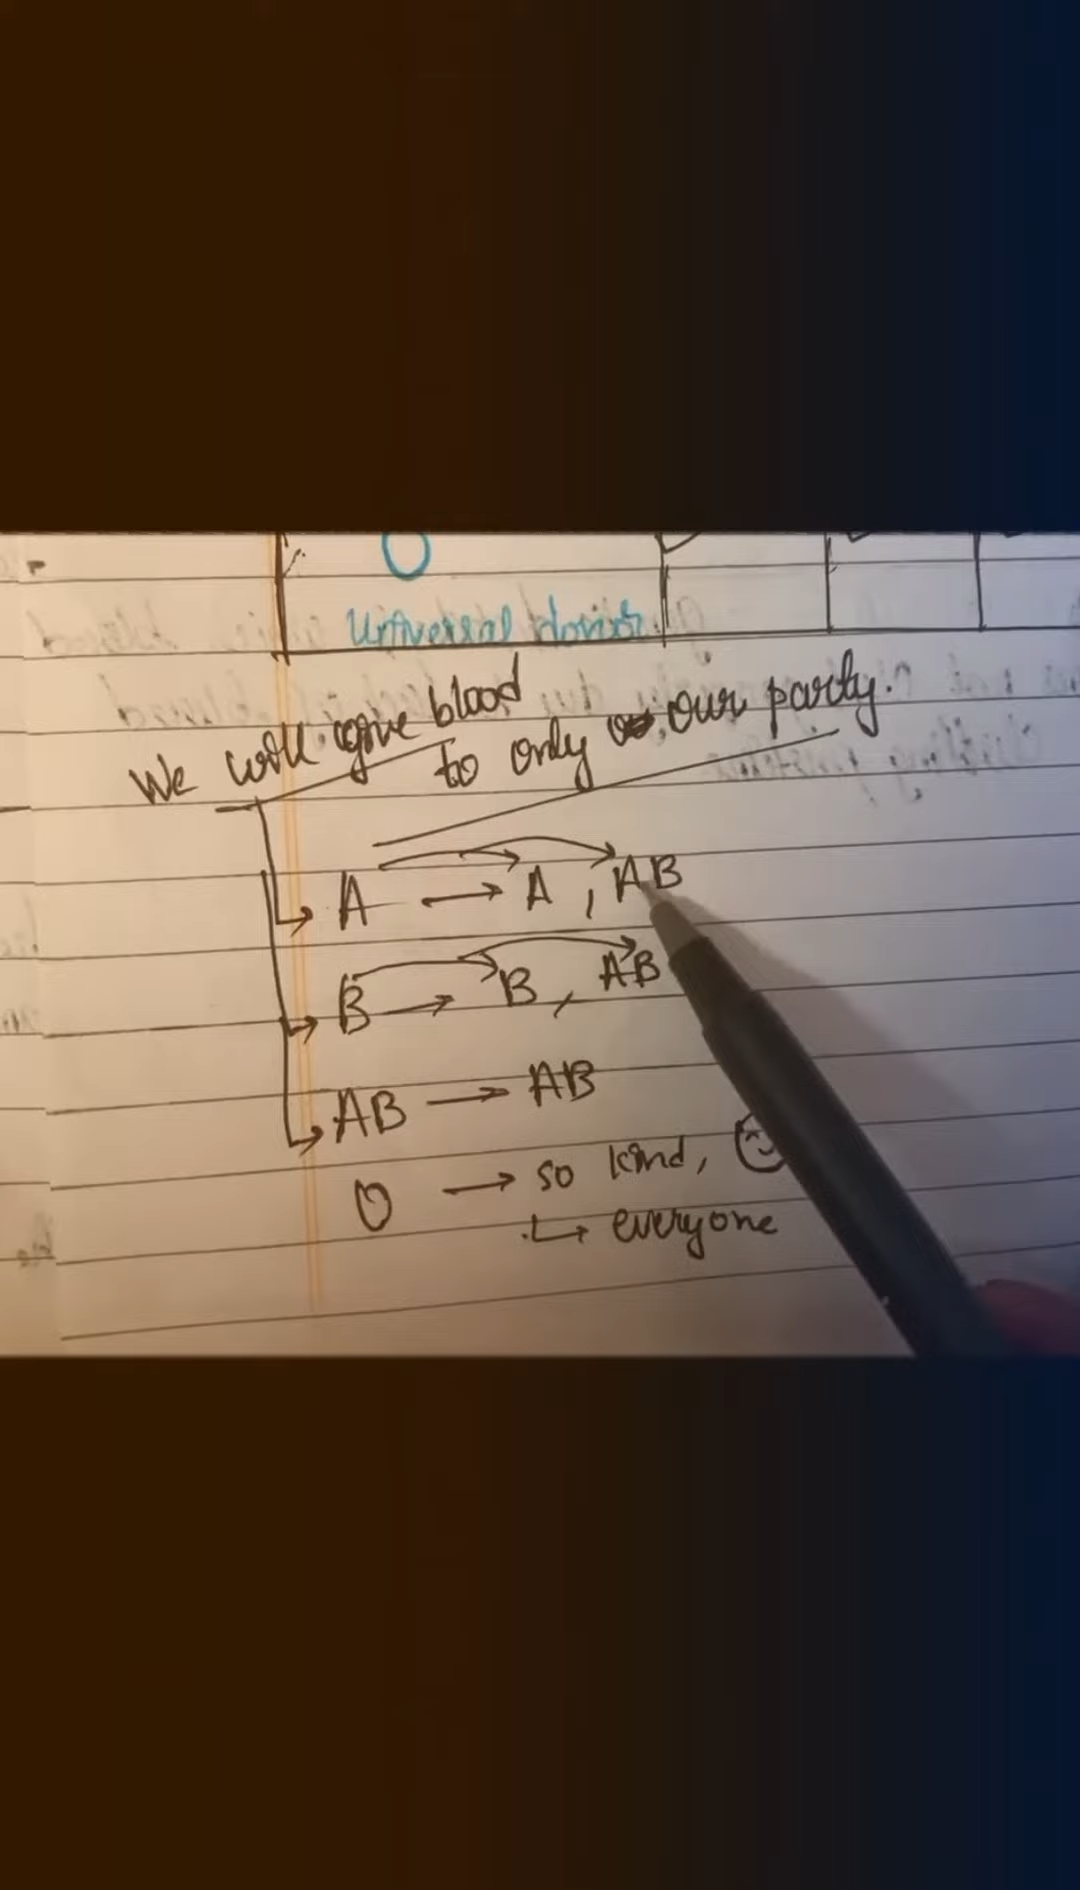 O
Universal donor
We will give blood
to only our party.
A → A, AB
B → B, AB
AB → AB
O → so kind,
↳ everyone